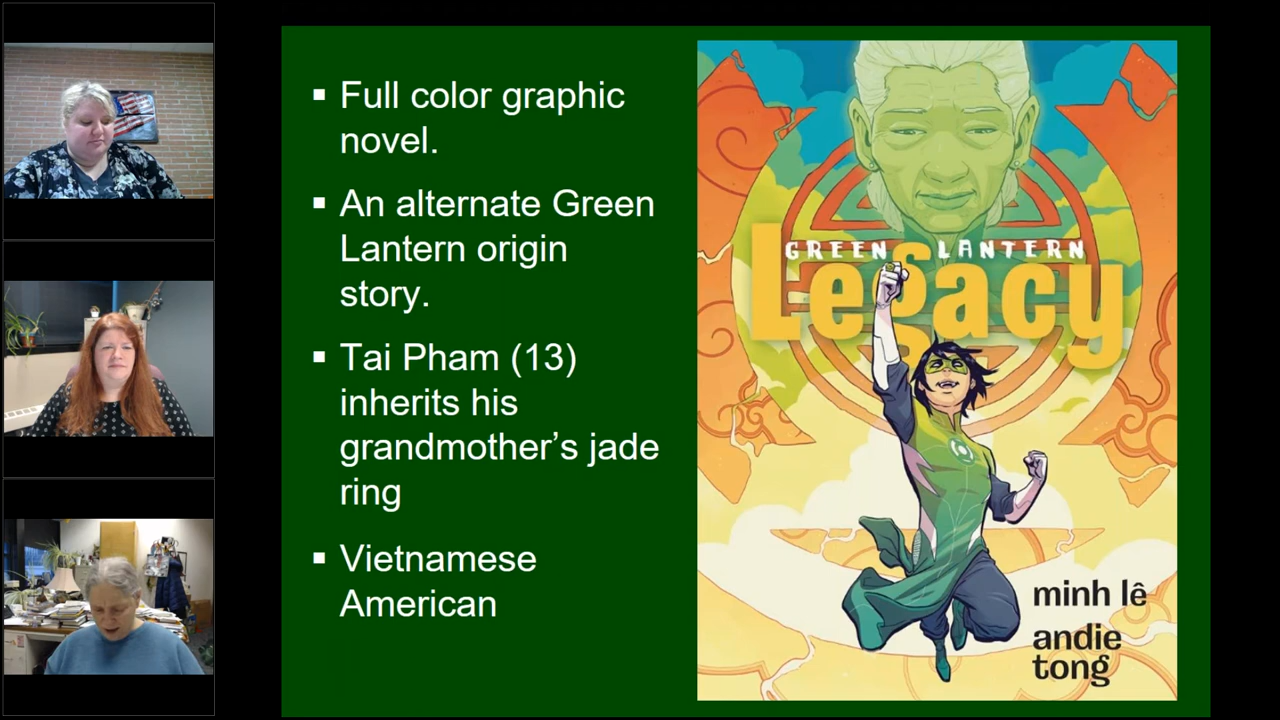 ▪ Full color graphic
novel.
▪ An alternate Green
Lantern origin
story.
▪ Tai Pham (13)
inherits his
grandmother’s jade
ring
▪ Vietnamese
American
GREEN LANTERN
Legacy
minh lê
andie
tong